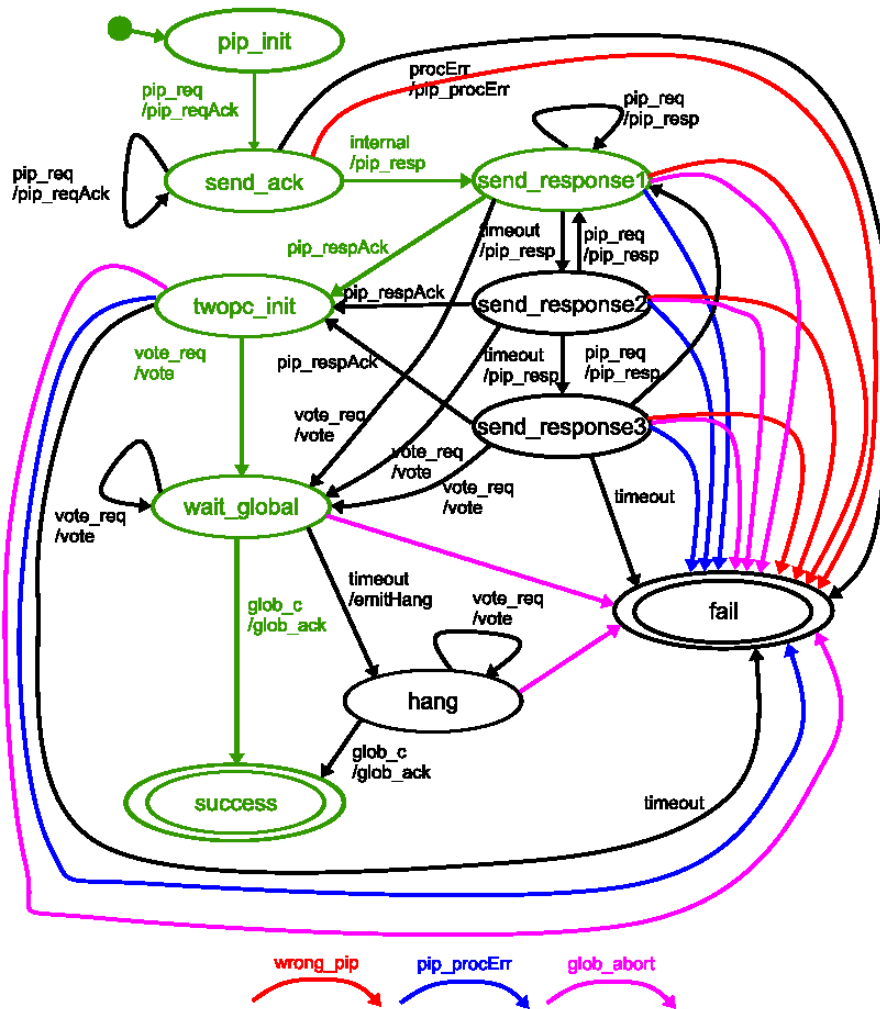 pip_init
pip_req
/pip_reqAck
procErr
/pip_procErr
pip_req
/pip_resp
internal
/pip_resp
pip_req
/pip_reqAck
send_ack
send_response1
timeout
/pip_resp
pip_req
/pip_resp
pip_respAck
twopc_init
pip_respAck
send_response2
vote_req
/vote
pip_respAck
timeout
/pip_resp
pip_req
/pip_resp
send_response3
vote_req
/vote
vote_req
/vote
vote_req
/vote
timeout
vote_req
/vote
wait_global
timeout
/emitHang
glob_c
/glob_ack
vote_req
/vote
fail
hang
glob_c
/glob_ack
success
timeout
wrong_pip
pip_procErr
glob_abort